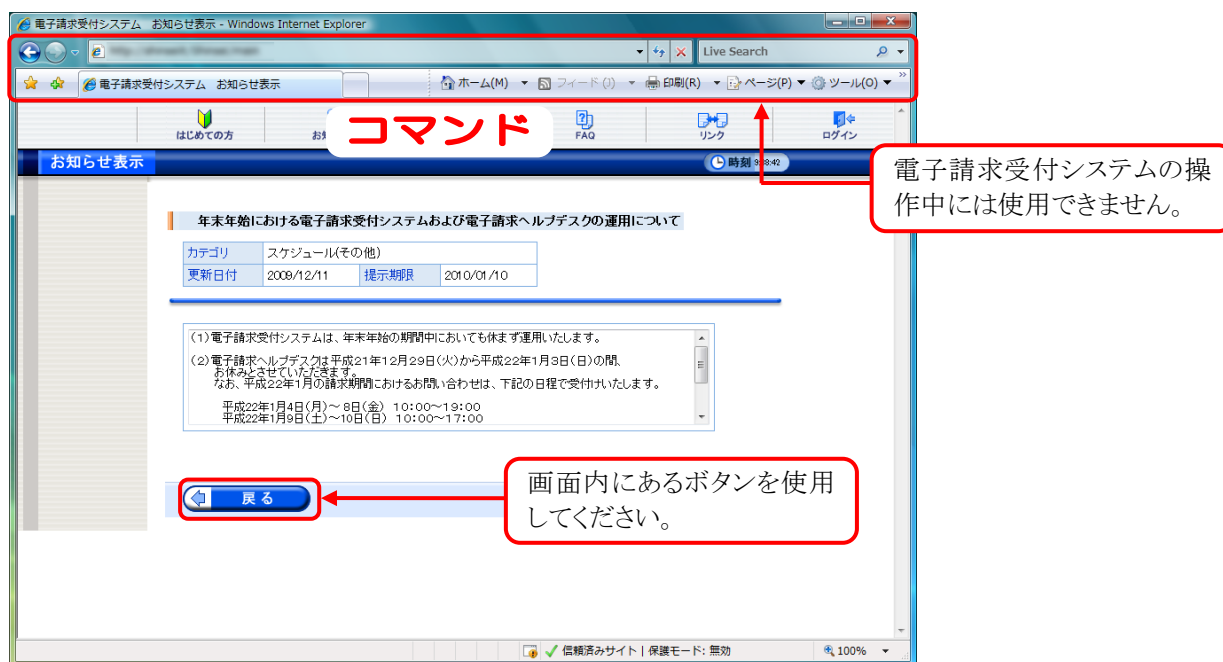 電子請求受付システム お知らせ表示 - Windows Internet Explorer
Live Search
電子請求受付システム お知らせ表示
ホーム(M) フィード(J) 印刷(R) ページ(P) ツール(O)
はじめての方 FAQ リンク ログイン
コマンド
お知らせ表示
時刻
電子請求受付システムの操
作中には使用できません。
年末年始における電子請求受付システムおよび電子請求ヘルプデスクの運用について
カテゴリ スケジュール(その他)
更新日付 2009/12/11 提示期限 2010/01/10
(1)電子請求受付システムは、年末年始の期間中においても休まず運用いたします。
(2)電子請求ヘルプデスクは平成21年12月29日(火)から平成22年1月3日(日)の間、
お休みとさせていただきます。
なお、平成22年1月の請求期間におけるお問い合わせは、下記の日程で受付けいたします。
平成22年1月4日(月)~8日(金) 10:00~19:00
平成22年1月9日(土)~10日(日) 10:00~17:00
画面内にあるボタンを使用
してください。
戻る
信頼済みサイト | 保護モード: 無効 100%